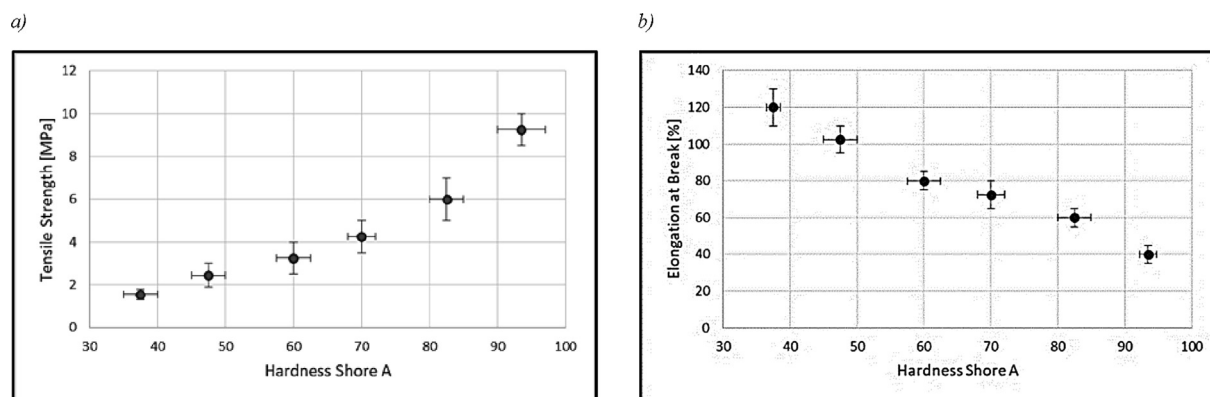 a)
b)
12
10
8
6
4
2
0
Tensile Strength [MPa]
30 40 50 60 70 80 90 100
Hardness Shore A
140
120
100
80
60
40
20
0
Elongation at Break [%]
30 40 50 60 70 80 90 100
Hardness Shore A